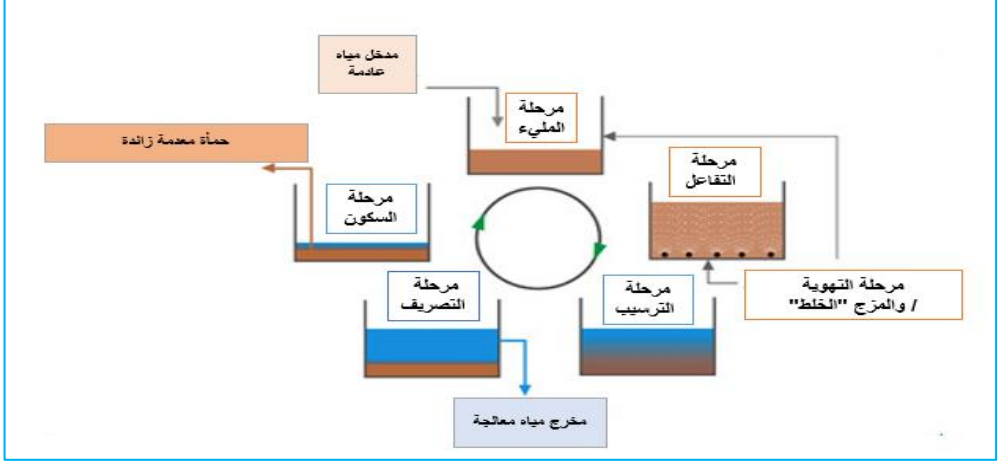 مدخل مياه
عادمة
مرحلة
المليء
حمأة معدمة زائدة
مرحلة
التفاعل
مرحلة
السكون
مرحلة التهوية
/ والمزج "الخلط"
مرحلة
التصريف
مرحلة
الترسيب
مخرج مياه معالجة